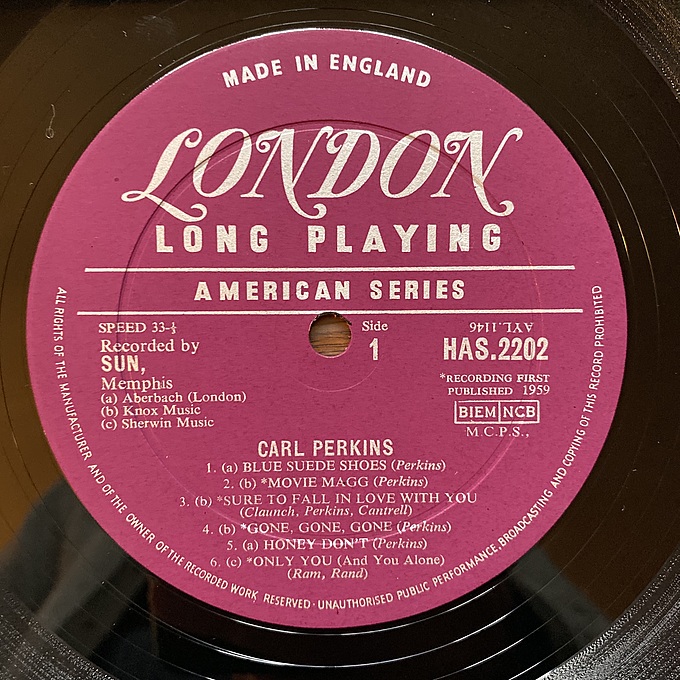 MADE IN ENGLAND
LONDON
LONG PLAYING
AMERICAN SERIES
SPEED 33-⅓
Recorded by
SUN,
Memphis
(a) Aberbach (London)
(b) Knox Music
(c) Sherwin Music
Side
1
AYL.1146
HAS.2202
*RECORDING FIRST
PUBLISHED 1959
BIEM NCB
M.C.P.S.,
CARL PERKINS
1. (a) BLUE SUEDE SHOES (Perkins)
2. (b) *MOVIE MAGG (Perkins)
3. (b) *SURE TO FALL IN LOVE WITH YOU
(Claunch, Perkins, Cantrell)
4. (b) *GONE, GONE, GONE (Perkins)
5. (a) HONEY DON'T (Perkins)
6. (c) *ONLY YOU (And You Alone)
(Ram, Rand)
ALL RIGHTS OF THE MANUFACTURER AND OF THE OWNER OF THE RECORDED WORK RESERVED · UNAUTHORISED PUBLIC PERFORMANCE, BROADCASTING AND COPYING OF THIS RECORD PROHIBITED